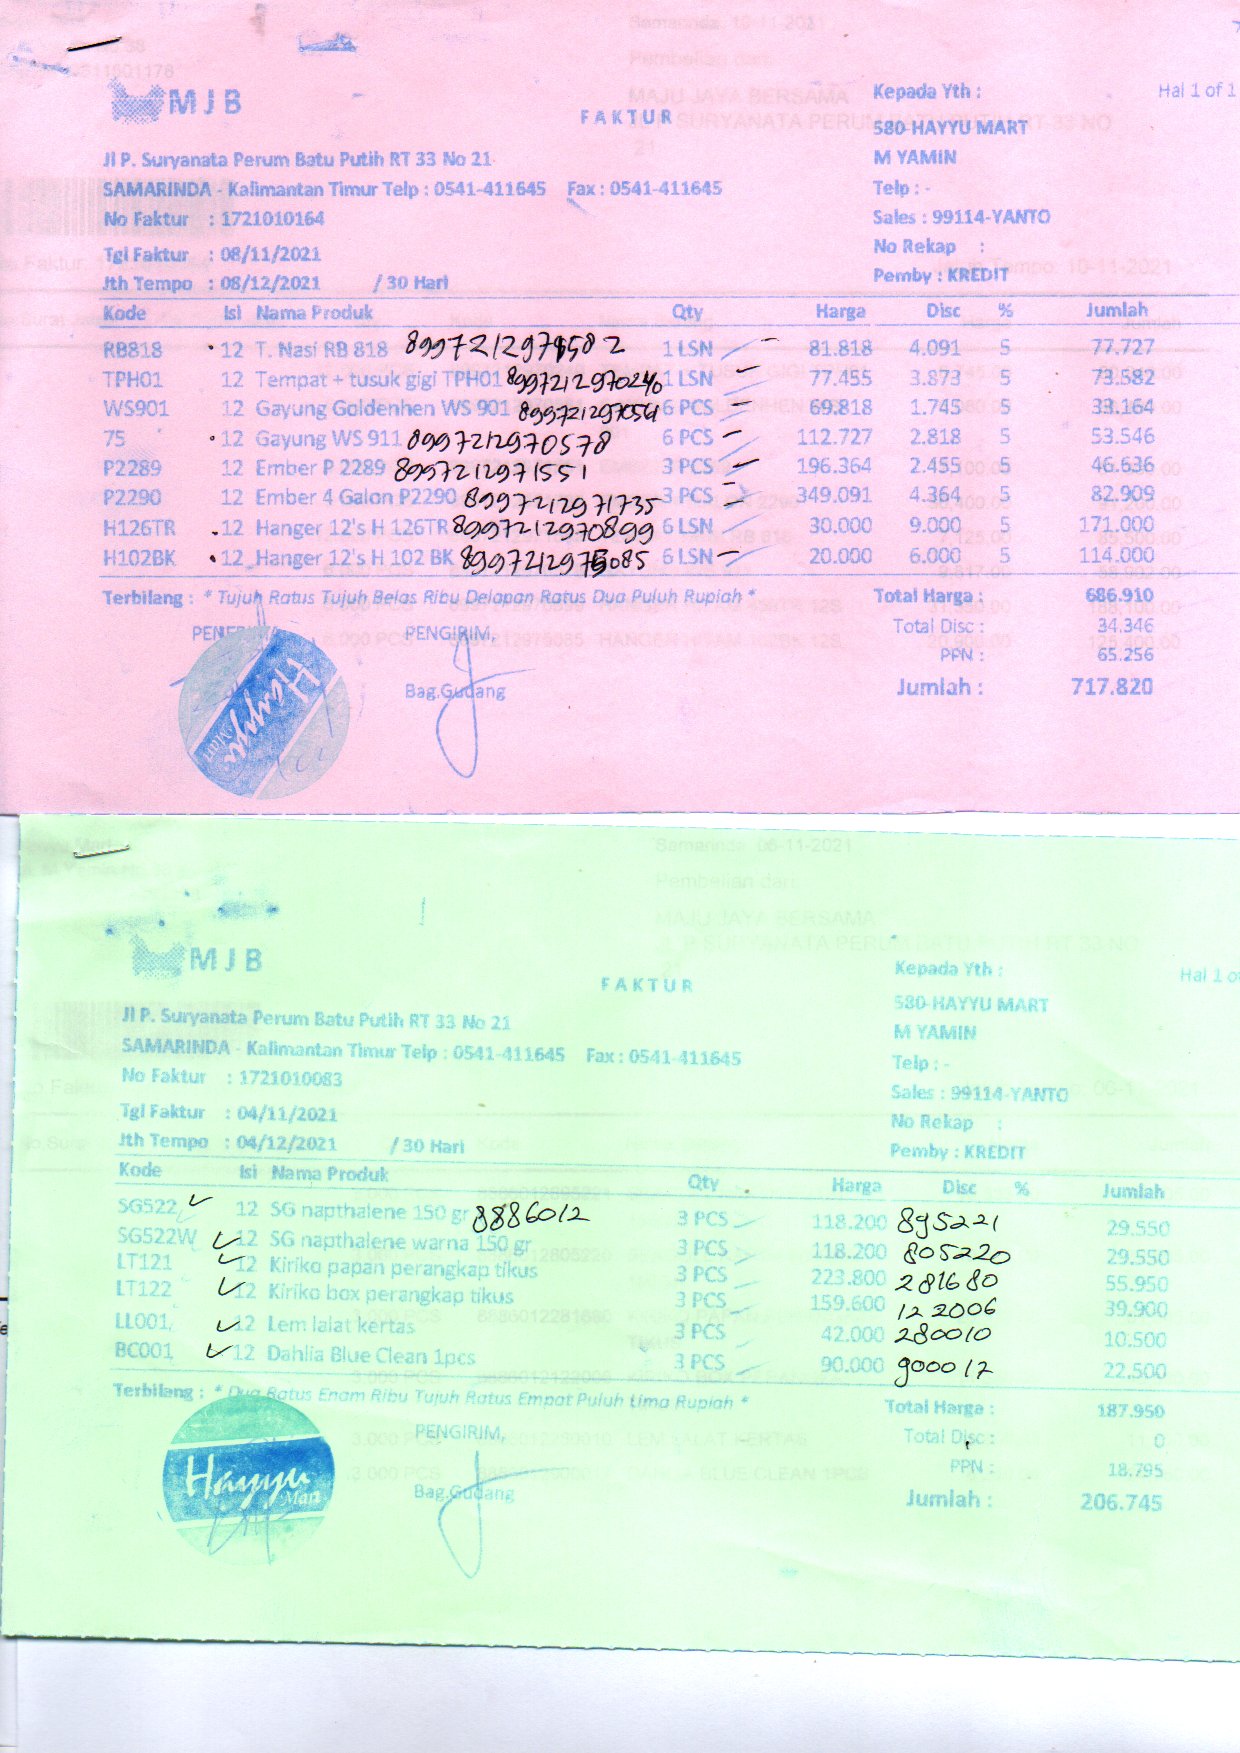 MJB
FAKTUR
Kepada Yth :
Hal 1 of 1
580-HAYYU MART
Jl P. Suryanata Perum Batu Putih RT 33 No 21
M YAMIN
SAMARINDA - Kalimantan Timur Telp : 0541-411645 Fax : 0541-411645
Telp : -
No Faktur : 1721010164
Sales : 99114-YANTO
Tgl Faktur : 08/11/2021
No Rekap :
Jth Tempo : 08/12/2021 / 30 Hari
Pemby : KREDIT
Kode Isi Nama Produk Qty Harga Disc % Jumlah
RB818 12 T. Nasi RB 818 1 LSN 81.818 4.091 5 77.727
TPH01 12 Tempat + tusuk gigi TPH01 8997212970240 1 LSN 77.455 3.873 5 73.582
WS901 12 Gayung Goldenhen WS 901 6 PCS 69.818 1.745 5 33.164
75 12 Gayung WS 911 8997212970578 6 PCS 112.727 2.818 5 53.546
P2289 12 Ember P 2289 8997212971551 3 PCS 196.364 2.455 5 46.636
P2290 12 Ember 4 Galon P2290 8997212971735 3 PCS 349.091 4.364 5 82.909
H126TR 12 Hanger 12's H 126TR 8997212970899 6 LSN 30.000 9.000 5 171.000
H102BK 12 Hanger 12's H 102 BK 6 LSN 20.000 6.000 5 114.000
Terbilang : * Tujuh Ratus Tujuh Belas Ribu Delapan Ratus Dua Puluh Rupiah *
Total Harga : 686.910
Total Disc : 34.346
PENERIMA PENGIRIM,
PPN : 65.256
Bag.Gudang
Jumlah : 717.820
Hayyu
Mart
MJB
FAKTUR
Kepada Yth :
Hal 1 of
580-HAYYU MART
Jl P. Suryanata Perum Batu Putih RT 33 No 21
M YAMIN
SAMARINDA - Kalimantan Timur Telp : 0541-411645 Fax : 0541-411645
Telp : -
No Faktur : 1721010083
Sales : 99114-YANTO
Tgl Faktur : 04/11/2021
No Rekap :
Jth Tempo : 04/12/2021 / 30 Hari
Pemby : KREDIT
Kode Isi Nama Produk Qty Harga Disc % Jumlah
SG522 12 SG napthalene 150 gr 8886012 3 PCS 118.200 895221 29.550
SG522W 12 SG napthalene warna 150 gr 3 PCS 118.200 805220 29.550
LT121 12 Kiriko papan perangkap tikus 3 PCS 223.800 281680 55.950
LT122 12 Kiriko box perangkap tikus 3 PCS 159.600 122006 39.900
LL001 12 Lem lalat kertas 3 PCS 42.000 280010 10.500
BC001 12 Dahlia Blue Clean 1pcs 3 PCS 90.000 900017 22.500
Terbilang : * Dua Ratus Enam Ribu Tujuh Ratus Empat Puluh Lima Rupiah *
Total Harga : 187.950
PENGIRIM,
Total Disc : 0
PPN : 18.795
Bag.Gudang
Jumlah : 206.745
Hayyu
Mart